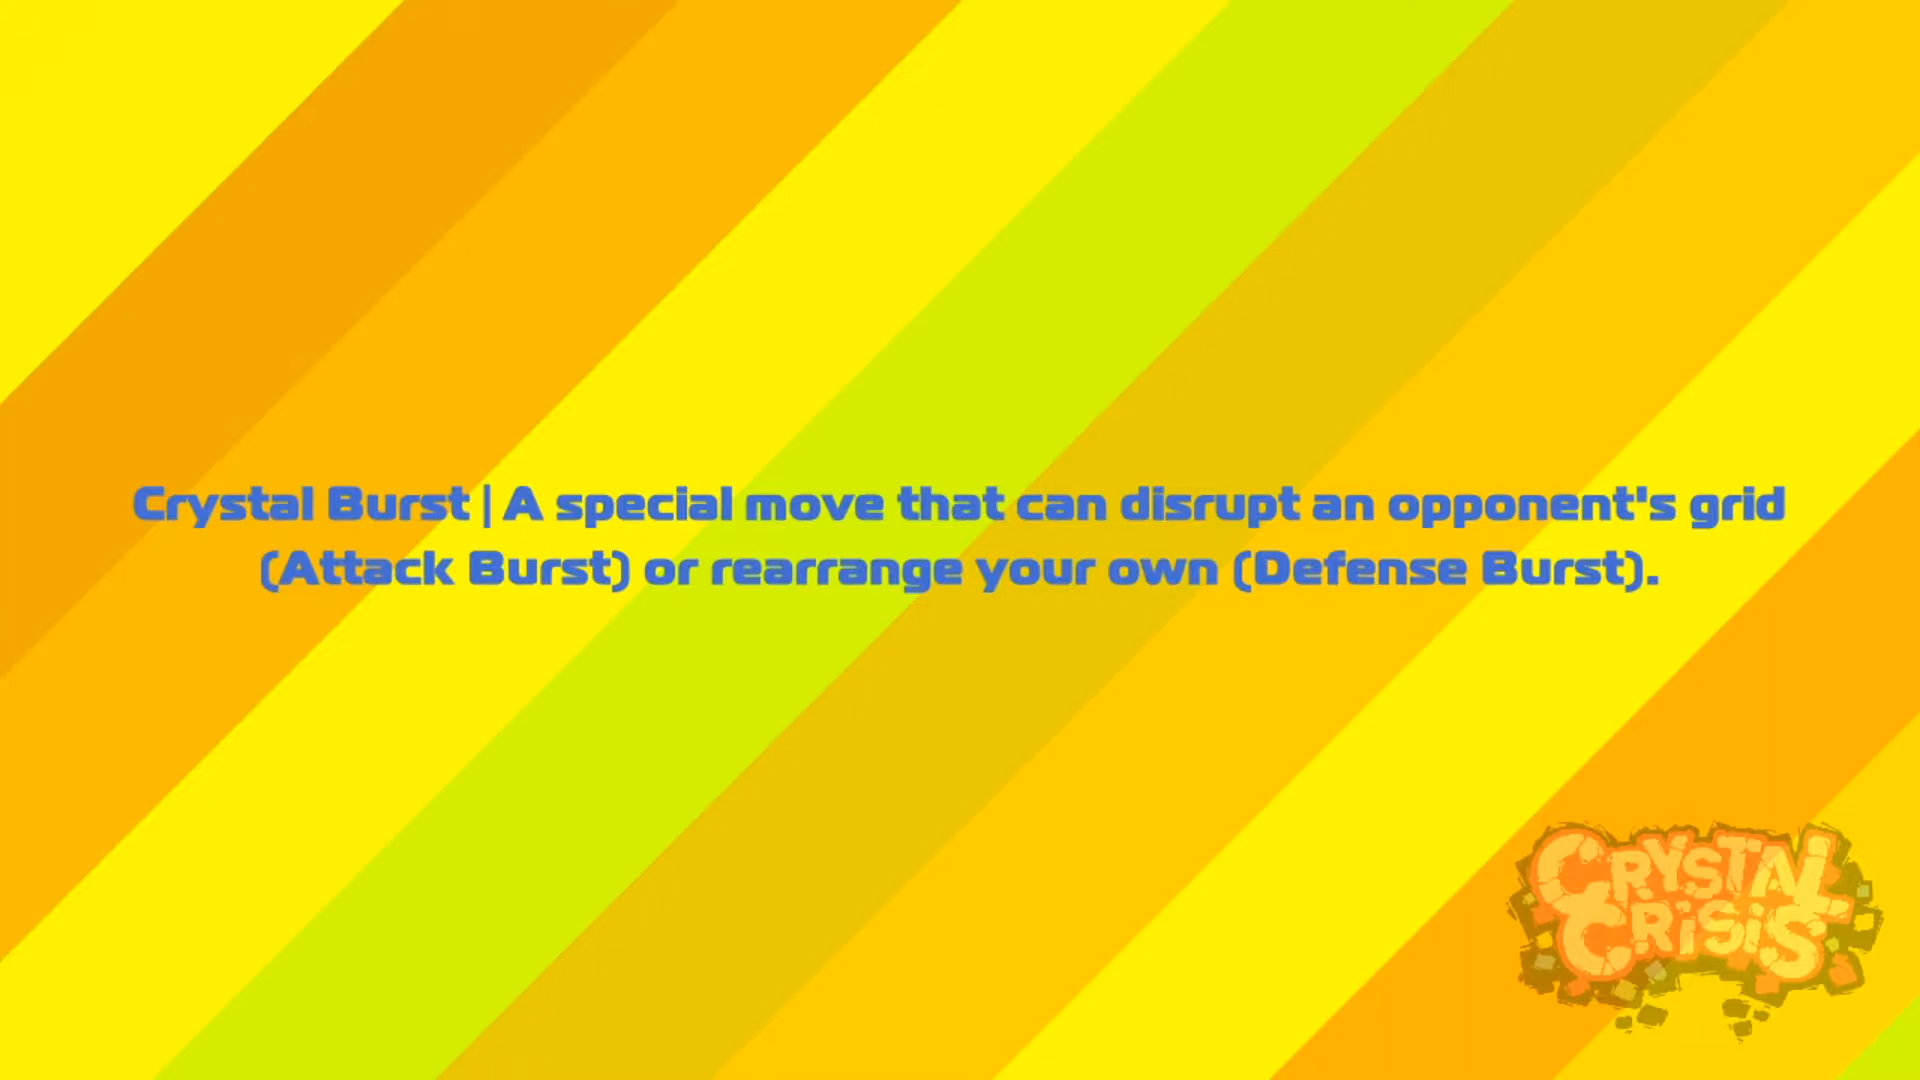 Crystal Burst | A special move that can disrupt an opponent's grid
(Attack Burst) or rearrange your own (Defense Burst).
CRYSTAL
CRISIS